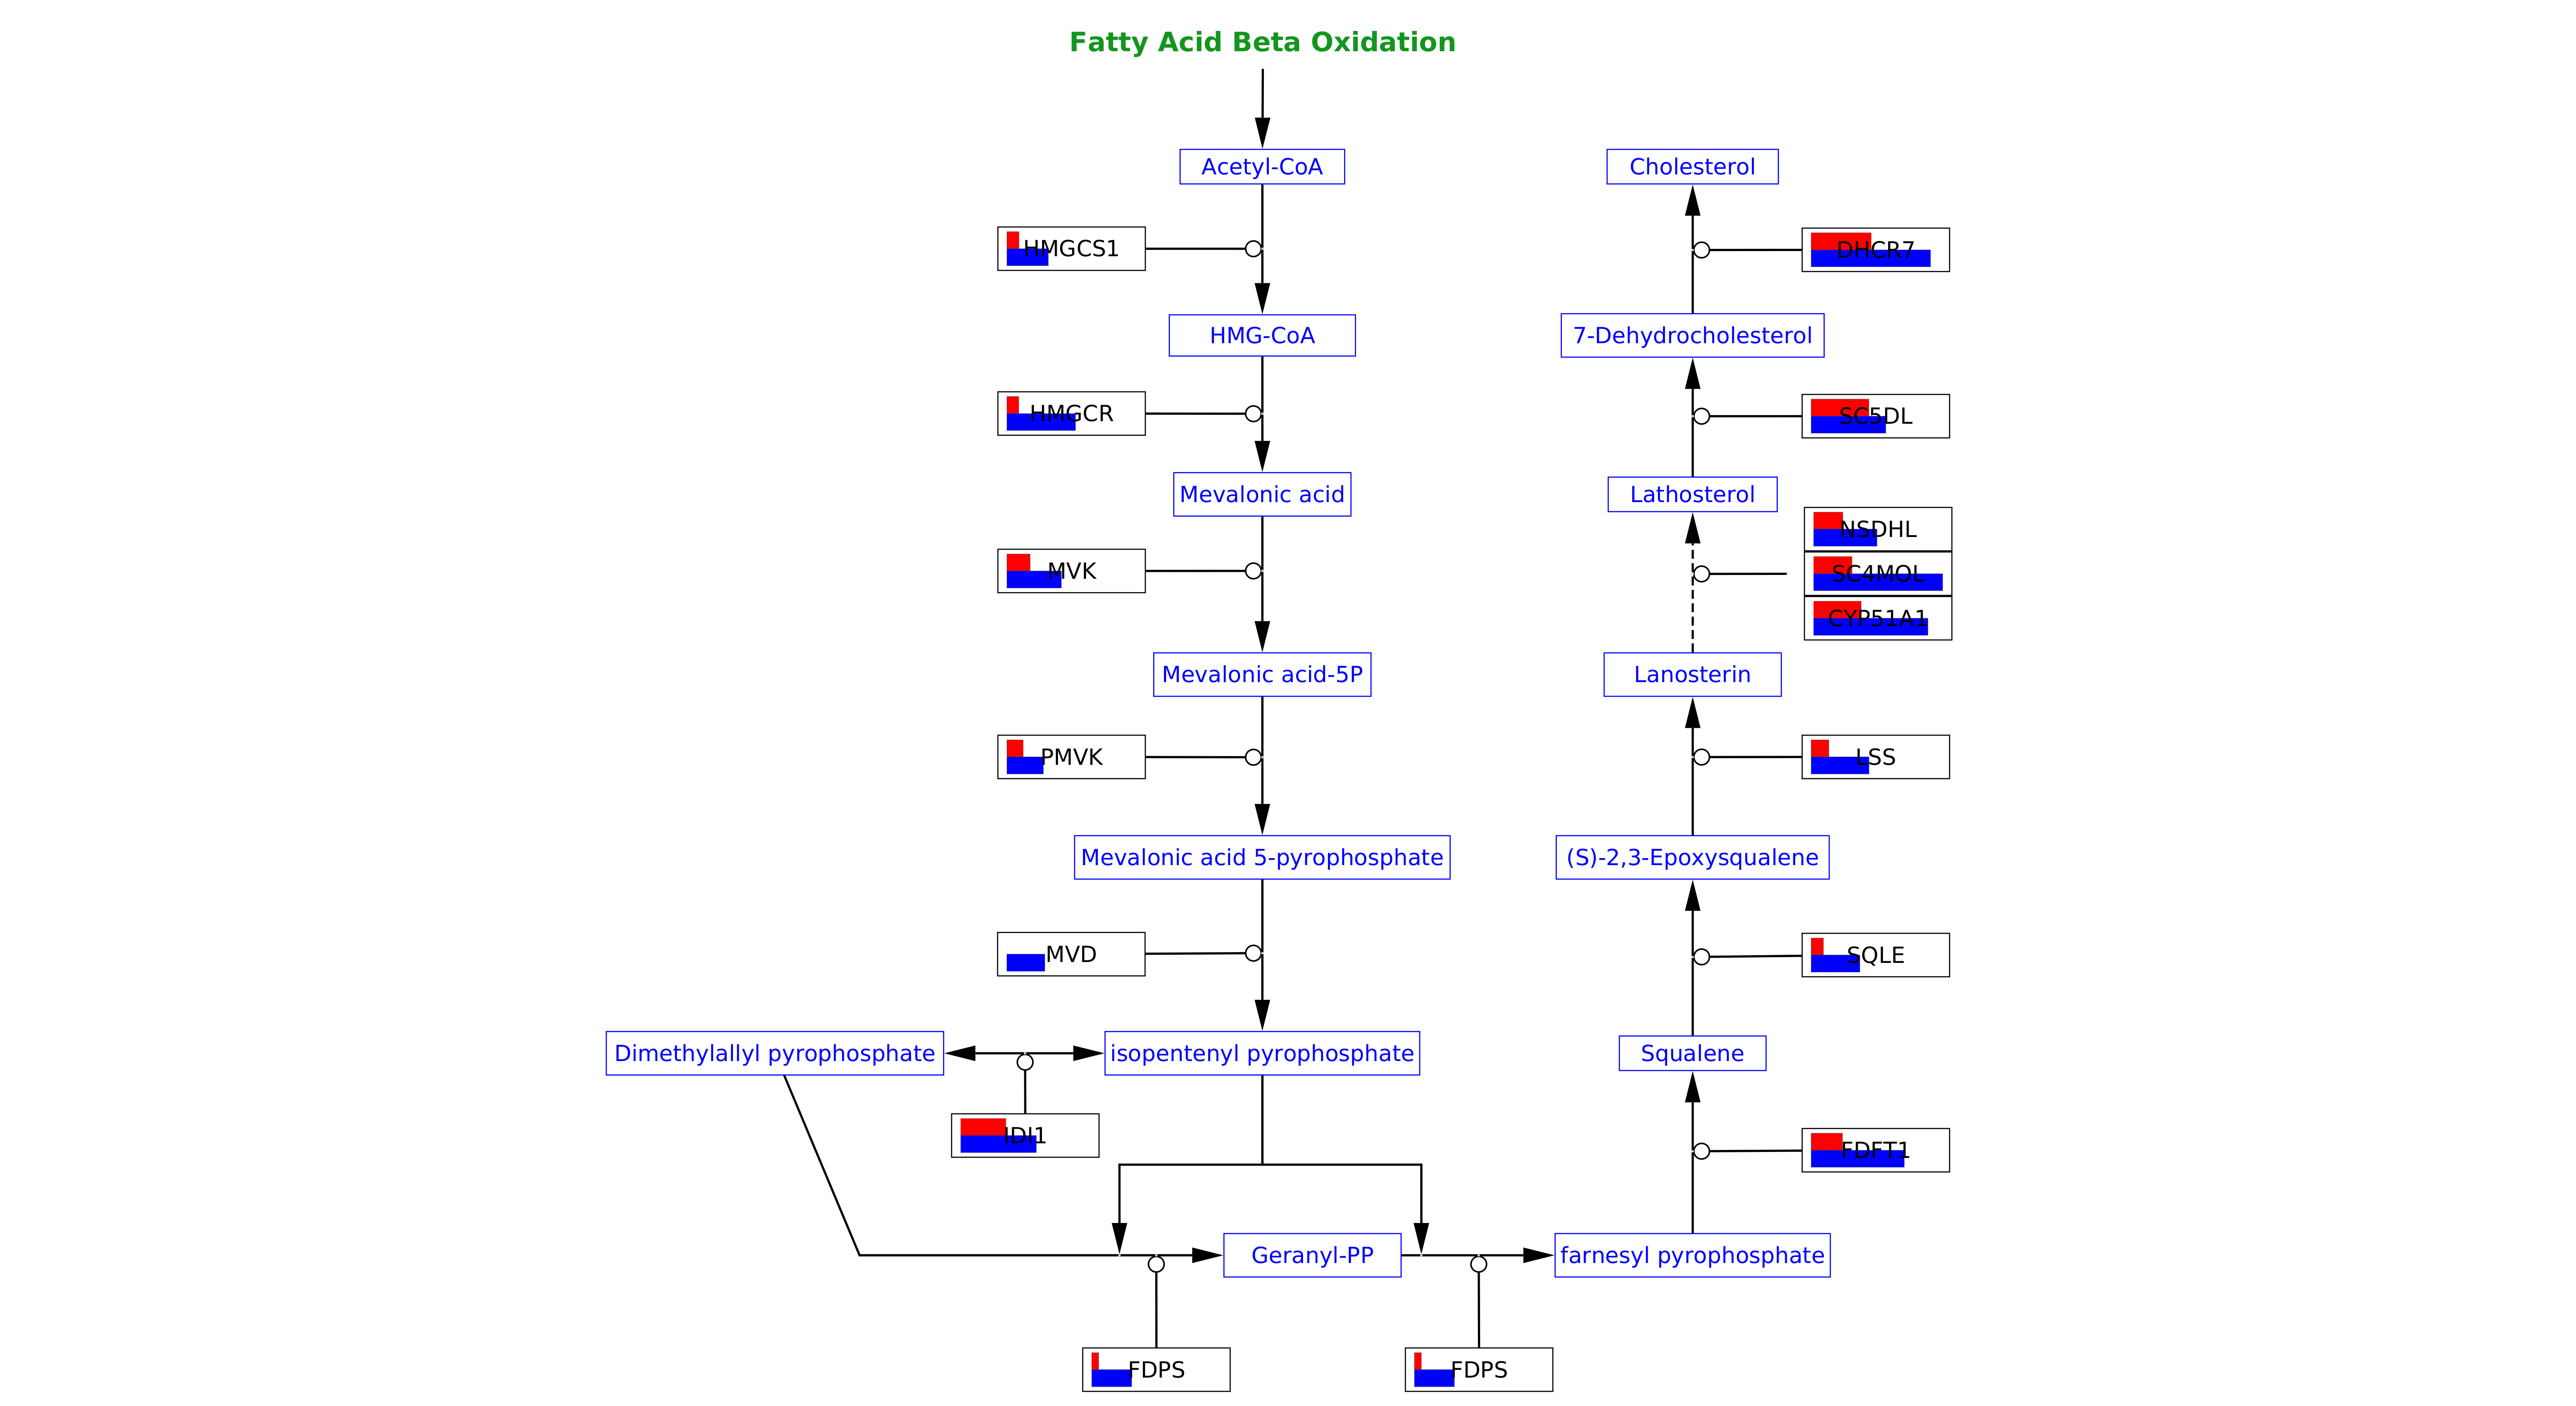 Fatty Acid Beta Oxidation
Acetyl-CoA
Cholesterol
HMGCS1
DHCR7
HMG-CoA
7-Dehydrocholesterol
HMGCR
SC5DL
Mevalonic acid
Lathosterol
NSDHL
MVK
SC4MOL
CYP51A1
Mevalonic acid-5P
Lanosterin
PMVK
LSS
Mevalonic acid 5-pyrophosphate
(S)-2,3-Epoxysqualene
MVD
SQLE
Dimethylallyl pyrophosphate
isopentenyl pyrophosphate
Squalene
IDI1
FDFT1
Geranyl-PP
farnesyl pyrophosphate
FDPS
FDPS